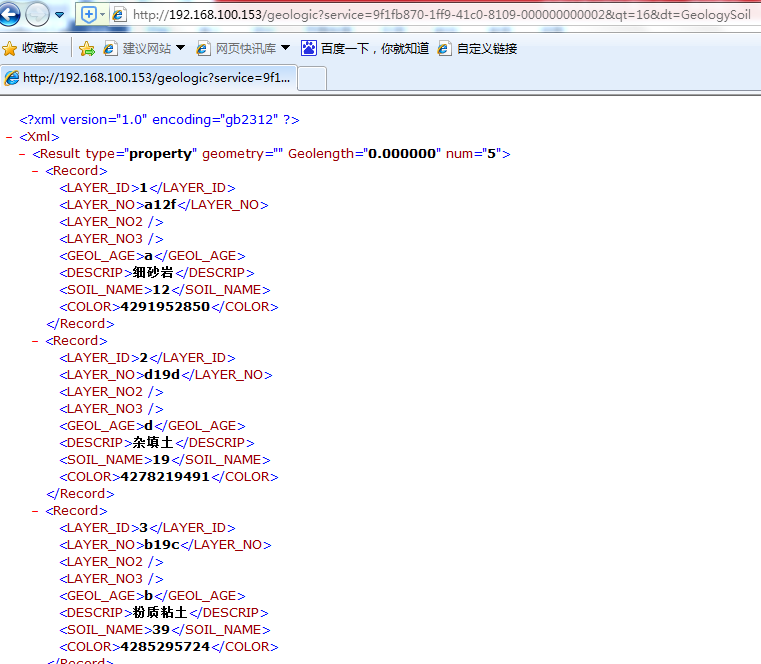 http://192.168.100.153/geologic?service=9f1fb870-1ff9-41c0-8109-000000000002&qt=16&dt=GeologySoil
收藏夹 建议网站 网页快讯库 百度一下，你就知道 自定义链接
http://192.168.100.153/geologic?service=9f1...
<?xml version="1.0" encoding="gb2312" ?>
- <Xml>
- <Result type="property" geometry="" Geolength="0.000000" num="5">
- <Record>
<LAYER_ID>1</LAYER_ID>
<LAYER_NO>a12f</LAYER_NO>
<LAYER_NO2 />
<LAYER_NO3 />
<GEOL_AGE>a</GEOL_AGE>
<DESCRIP>细砂岩</DESCRIP>
<SOIL_NAME>12</SOIL_NAME>
<COLOR>4291952850</COLOR>
</Record>
- <Record>
<LAYER_ID>2</LAYER_ID>
<LAYER_NO>d19d</LAYER_NO>
<LAYER_NO2 />
<LAYER_NO3 />
<GEOL_AGE>d</GEOL_AGE>
<DESCRIP>杂填土</DESCRIP>
<SOIL_NAME>19</SOIL_NAME>
<COLOR>4278219491</COLOR>
</Record>
- <Record>
<LAYER_ID>3</LAYER_ID>
<LAYER_NO>b19c</LAYER_NO>
<LAYER_NO2 />
<LAYER_NO3 />
<GEOL_AGE>b</GEOL_AGE>
<DESCRIP>粉质粘土</DESCRIP>
<SOIL_NAME>39</SOIL_NAME>
<COLOR>4285295724</COLOR>
</Record>